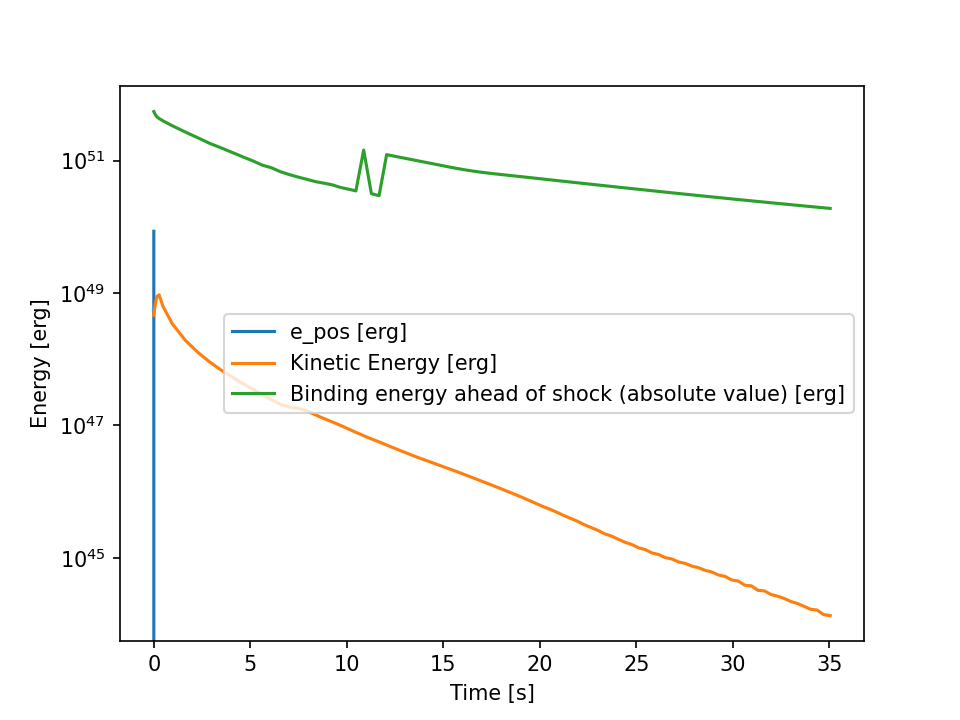 10^51
10^49
10^47
10^45
Energy [erg]
e_pos [erg]
Kinetic Energy [erg]
Binding energy ahead of shock (absolute value) [erg]
0 5 10 15 20 25 30 35
Time [s]